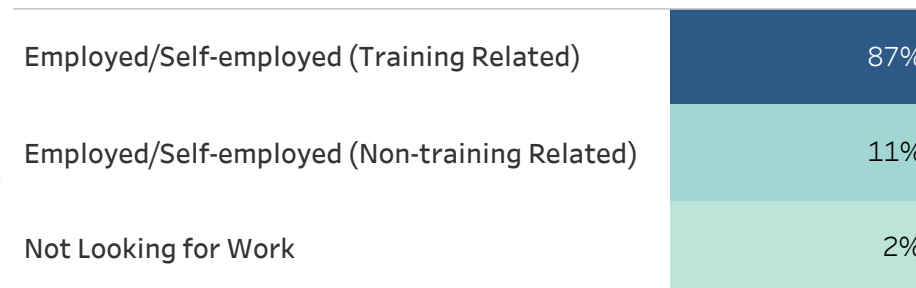 Employed/Self-employed (Training Related) 87%
Employed/Self-employed (Non-training Related) 11%
Not Looking for Work 2%